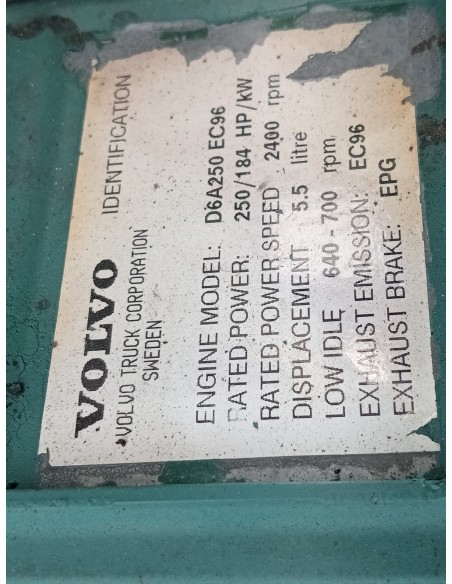 VOLVO IDENTIFICATION
VOLVO TRUCK CORPORATION
SWEDEN
ENGINE MODEL: D6A250 EC96
RATED POWER: 250/184 HP/kW
RATED POWER SPEED 2400 rpm
DISPLACEMENT 5.5 litre
LOW IDLE 640 - 700 rpm
EXHAUST EMISSION: EC96
EXHAUST BRAKE: EPG